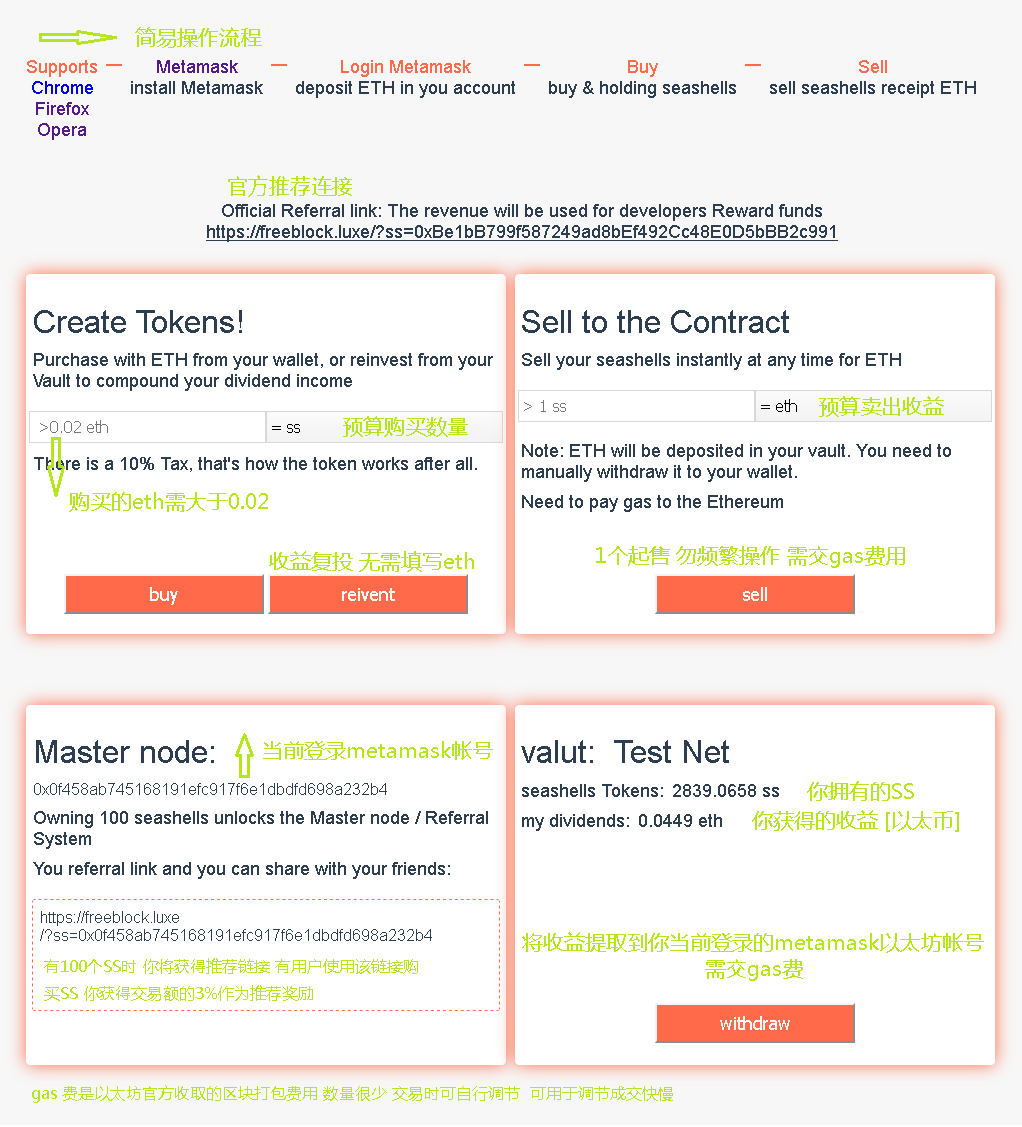 简易操作流程
Supports — Metamask — Login Metamask — Buy — Sell
Chrome install Metamask deposit ETH in you account buy & holding seashells sell seashells receipt ETH
Firefox
Opera
官方推荐连接
Official Referral link: The revenue will be used for developers Reward funds
https://freeblock.luxe/?ss=0xBe1bB799f587249ad8bEf492Cc48E0D5bBB2c991
Create Tokens!
Purchase with ETH from your wallet, or reinvest from your
Vault to compound your dividend income
>0.02 eth = ss 预算购买数量
There is a 10% Tax, that's how the token works after all.
购买的eth需大于0.02
收益复投 无需填写eth
buy reivent
Sell to the Contract
Sell your seashells instantly at any time for ETH
> 1 ss = eth 预算卖出收益
Note: ETH will be deposited in your vault. You need to
manually withdraw it to your wallet.
Need to pay gas to the Ethereum
1个起售 勿频繁操作 需交gas费用
sell
Master node: 当前登录metamask帐号
0x0f458ab745168191efc917f6e1dbdfd698a232b4
Owning 100 seashells unlocks the Master node / Referral
System
You referral link and you can share with your friends:
https://freeblock.luxe
/?ss=0x0f458ab745168191efc917f6e1dbdfd698a232b4
有100个SS时 你将获得推荐链接 有用户使用该链接购
买SS 你获得交易额的3%作为推荐奖励
valut: Test Net
seashells Tokens: 2839.0658 ss 你拥有的SS
my dividends: 0.0449 eth 你获得的收益 [以太币]
将收益提取到你当前登录的metamask以太坊帐号
需交gas费
withdraw
gas 费是以太坊官方收取的区块打包费用 数量很少 交易时可自行调节 可用于调节成交快慢